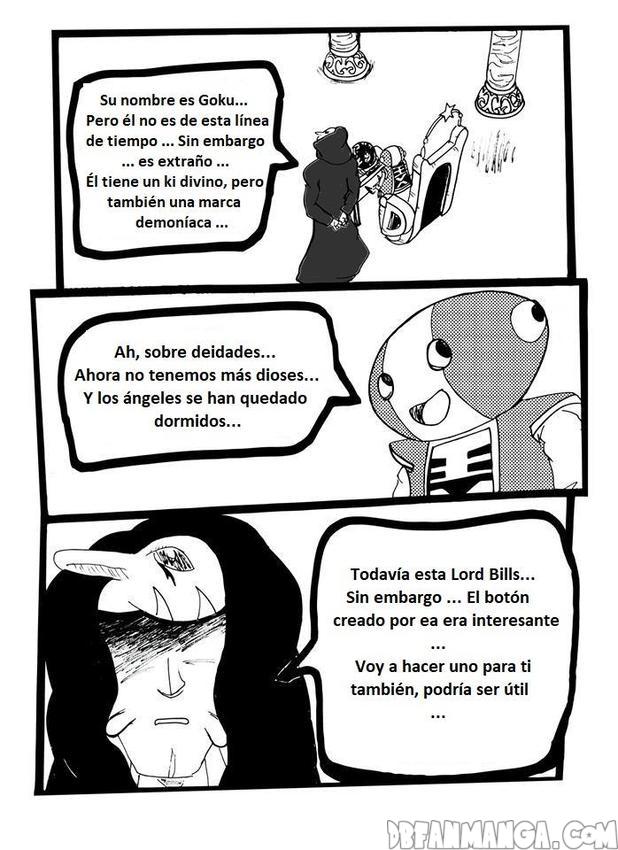 Su nombre es Goku...
Pero él no es de esta línea
de tiempo ... Sin embargo
... es extraño ...
Él tiene un ki divino, pero
también una marca
demoníaca ...
Ah, sobre deidades...
Ahora no tenemos más dioses...
Y los ángeles se han quedado
dormidos...
Todavía esta Lord Bills...
Sin embargo ... El botón
creado por ea era interesante
...
Voy a hacer uno para ti
también, podría ser útil
...
DBFANMANGA.COM